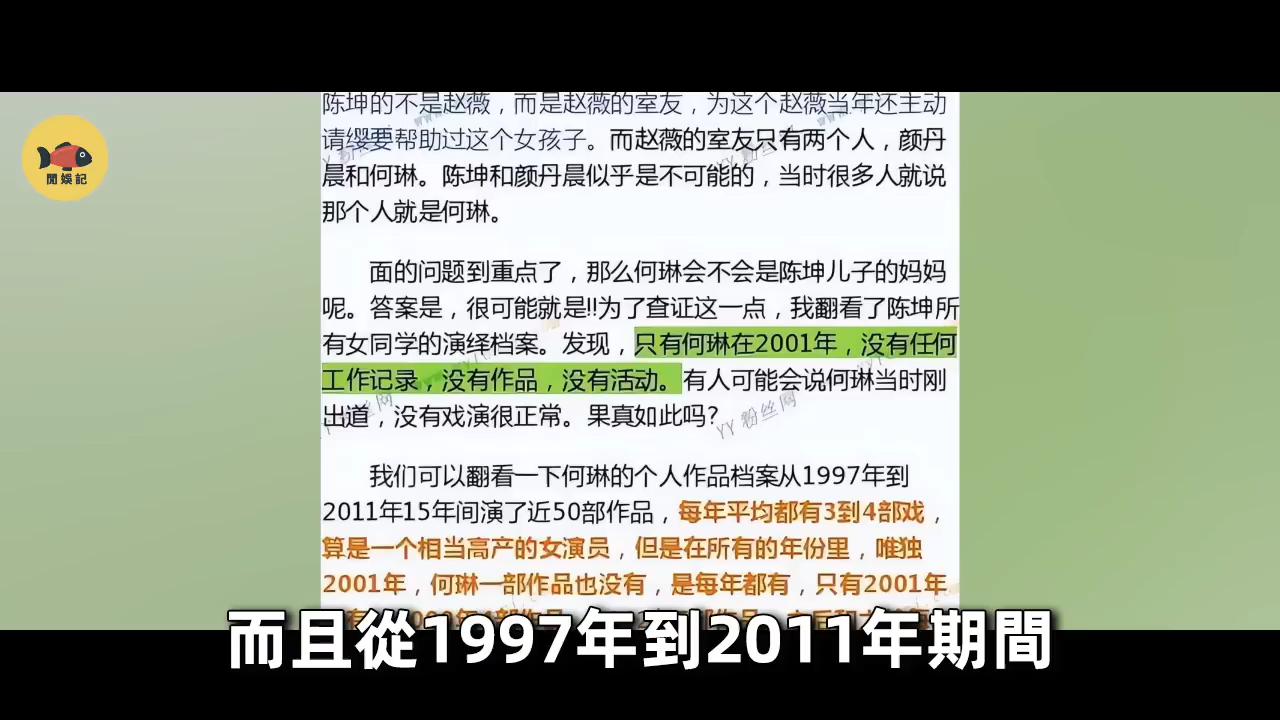 陈坤的不是赵薇，而是赵薇的室友，为这个赵薇当年还主动
请缨要帮助过这个女孩子。而赵薇的室友只有两个人，颜丹
晨和何琳。陈坤和颜丹晨似乎是不可能的，当时很多人就说
那个人就是何琳。
面的问题到重点了，那么何琳会不会是陈坤儿子的妈妈
呢。答案是，很可能就是!!为了查证这一点，我翻看了陈坤所
有女同学的演绎档案。发现，只有何琳在2001年，没有任何
工作记录，没有作品，没有活动。有人可能会说何琳当时刚
出道，没有戏演很正常。果真如此吗?
我们可以翻看一下何琳的个人作品档案从1997年到
2011年15年间演了近50部作品，每年平均都有3到4部戏，
算是一个相当高产的女演员，但是在所有的年份里，唯独
2001年，何琳一部作品也没有，是每年都有，只有2001年
而且從1997年到2011年期間
閒娛記
YY 粉丝网
YY 粉丝网